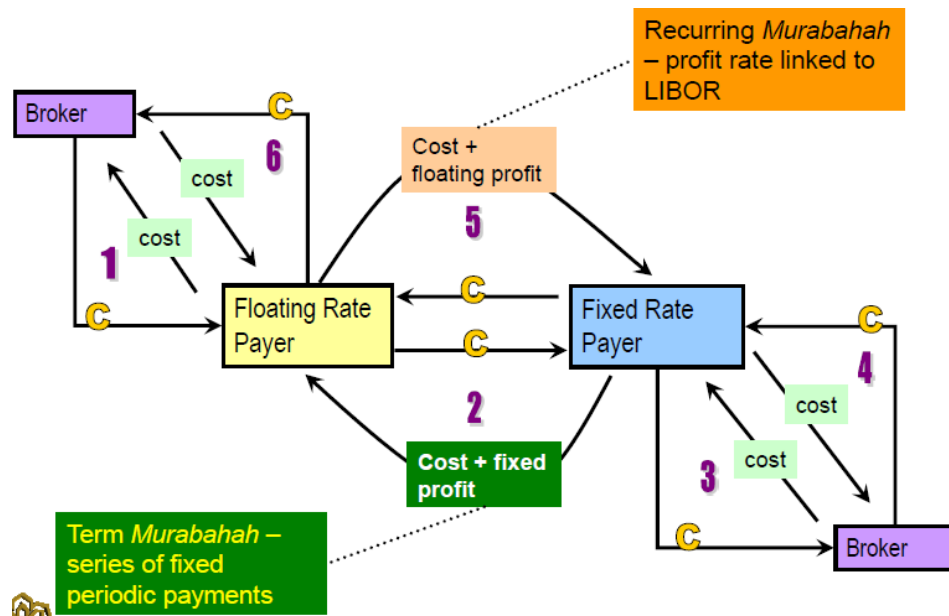 Recurring Murabahah
– profit rate linked to
LIBOR
Broker
C
6
Cost +
floating profit
cost
5
cost
1
C
Floating Rate
Payer
C
C
Fixed Rate
Payer
C
4
2
cost
Cost + fixed
profit
cost
3
C
Broker
Term Murabahah –
series of fixed
periodic payments